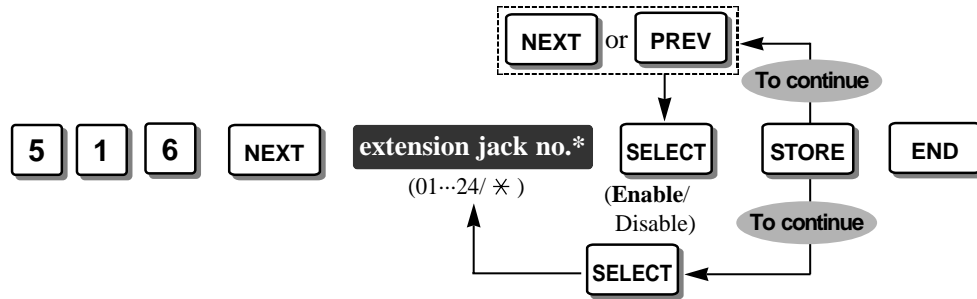 NEXT or PREV
To continue
5 1 6 NEXT extension jack no.* SELECT STORE END
(01···24/ ✳ )
(Enable/
Disable)
To continue
SELECT